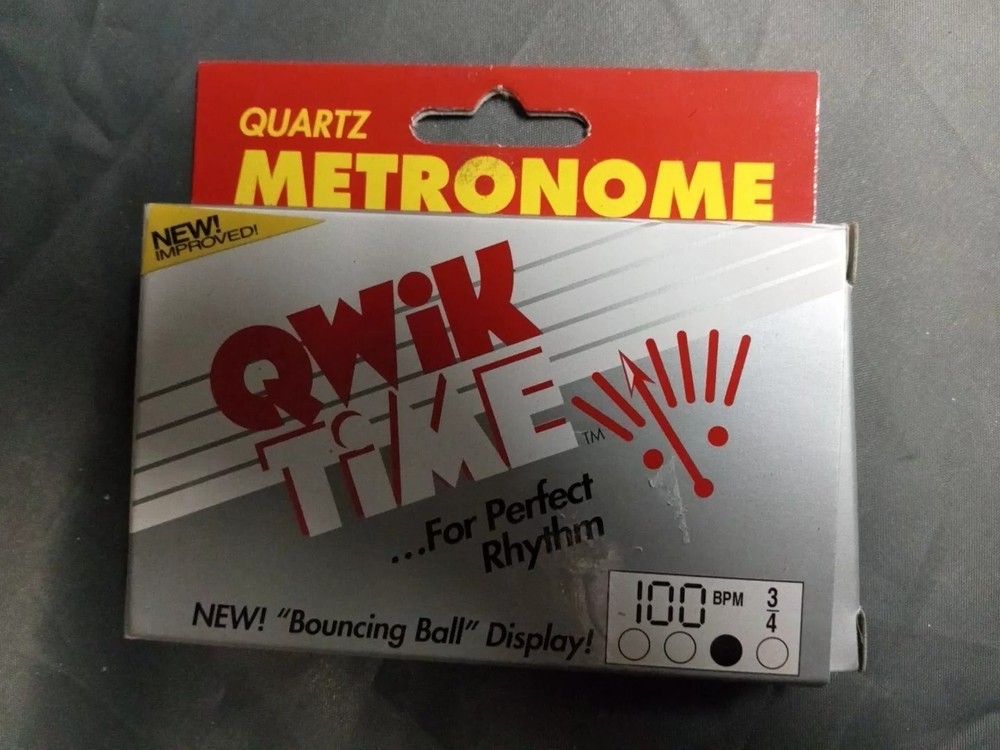 QUARTZ
METRONOME
NEW!
IMPROVED!
QWiK
TiME
TM
...For Perfect
Rhythm
NEW! “Bouncing Ball” Display!
100 BPM 3/4